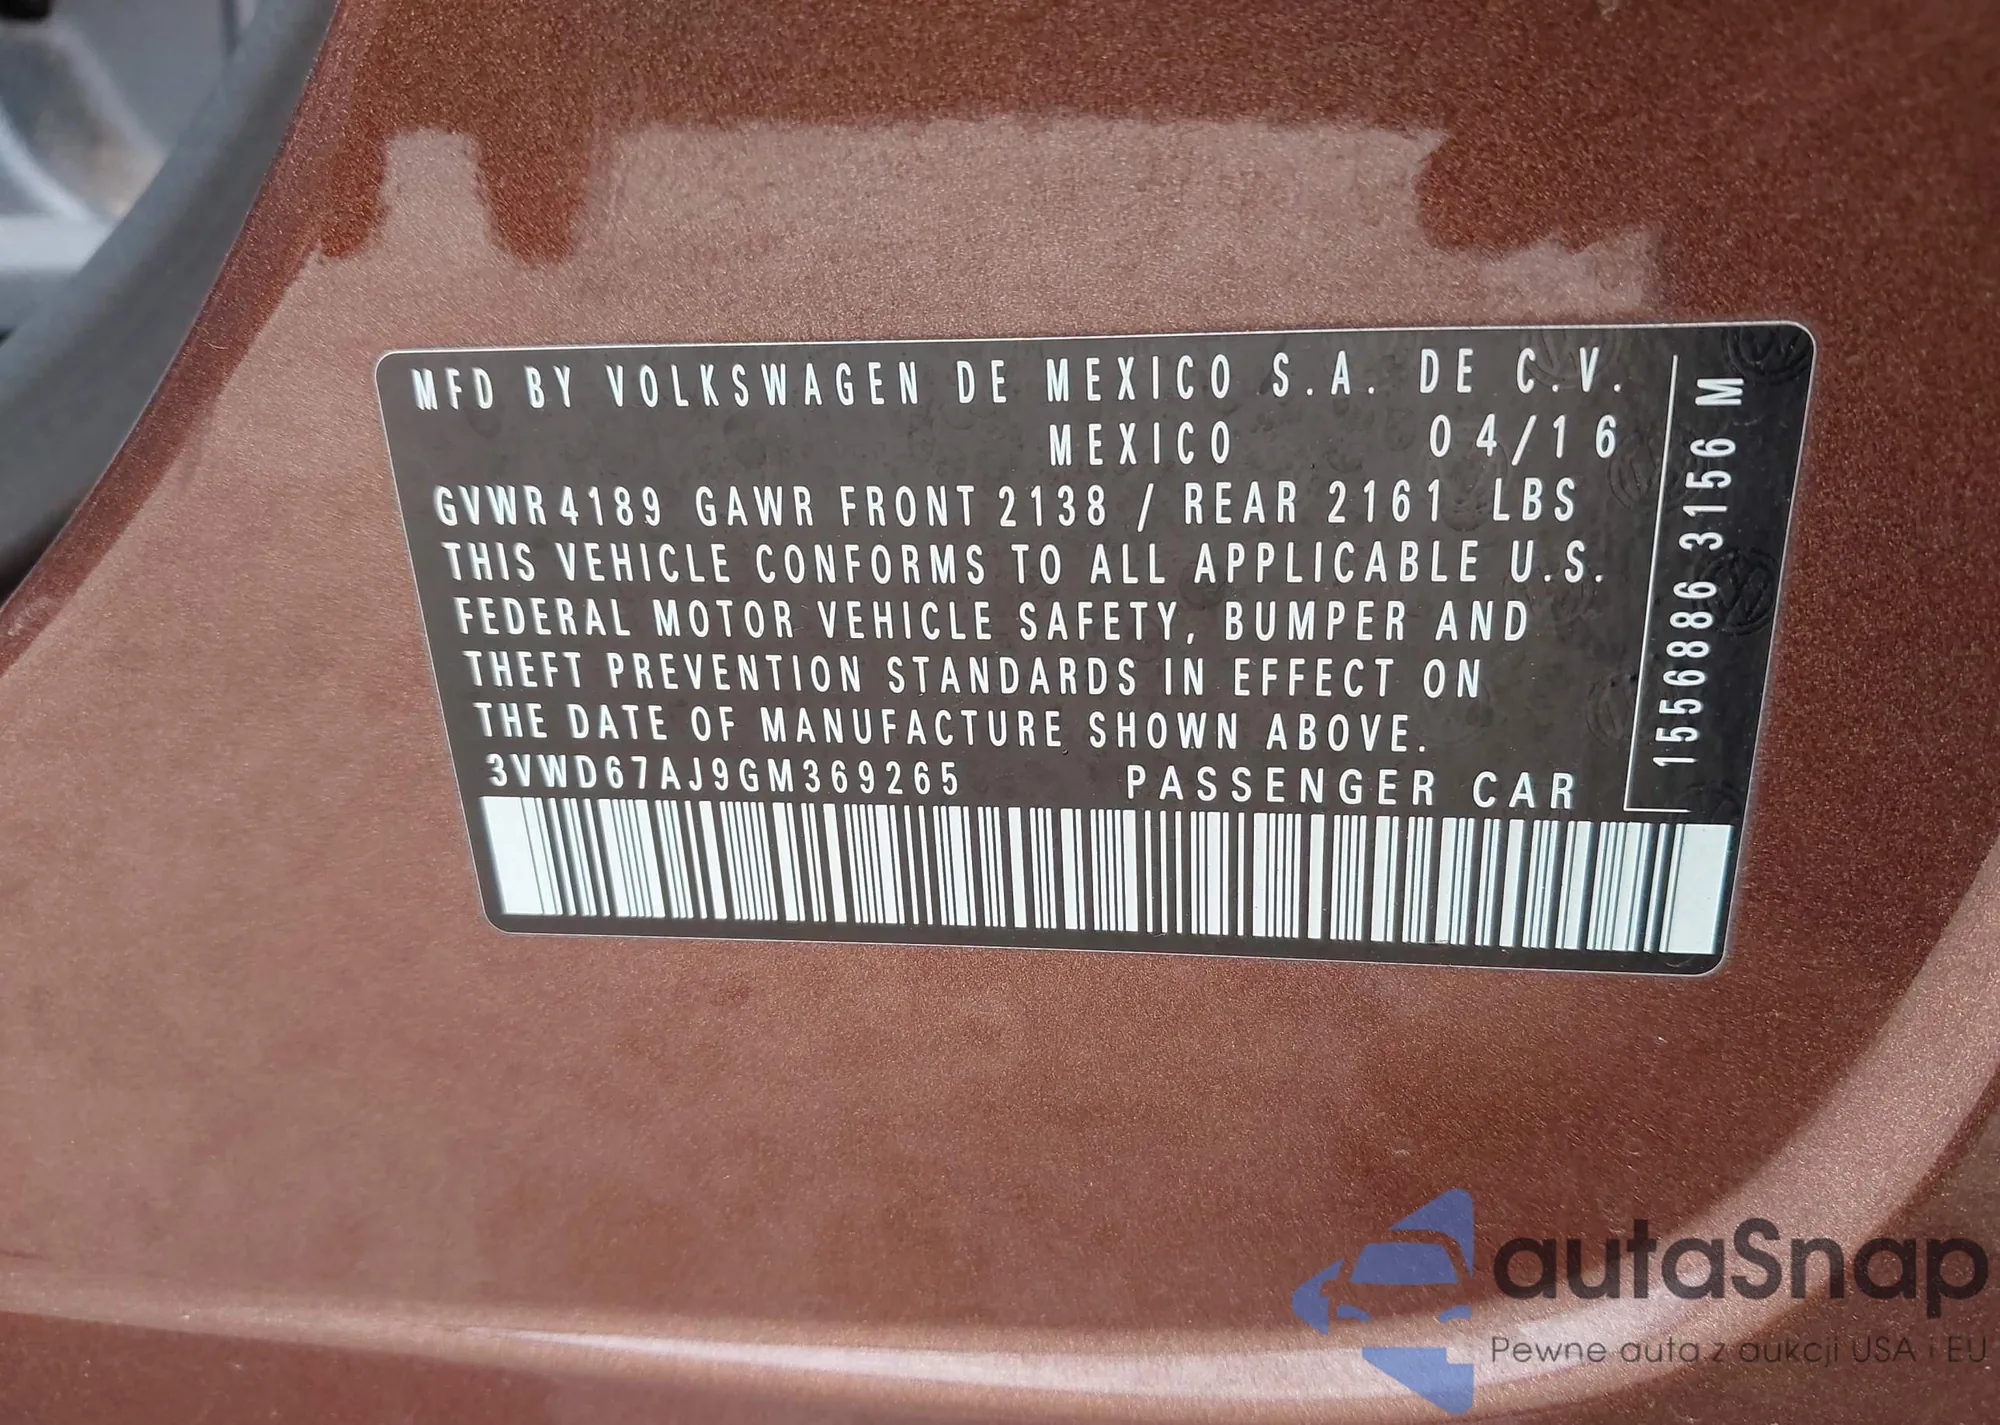 MFD BY VOLKSWAGEN DE MEXICO S.A. DE C.V.
MEXICO 04/16
GVWR 4189 GAWR FRONT 2138 / REAR 2161 LBS
THIS VEHICLE CONFORMS TO ALL APPLICABLE U.S.
FEDERAL MOTOR VEHICLE SAFETY, BUMPER AND
THEFT PREVENTION STANDARDS IN EFFECT ON
THE DATE OF MANUFACTURE SHOWN ABOVE.
3VWD67AJ9GM369265 PASSENGER CAR
1556886 3156 M
autaSnap
Pewne auta z aukcji USA i EU